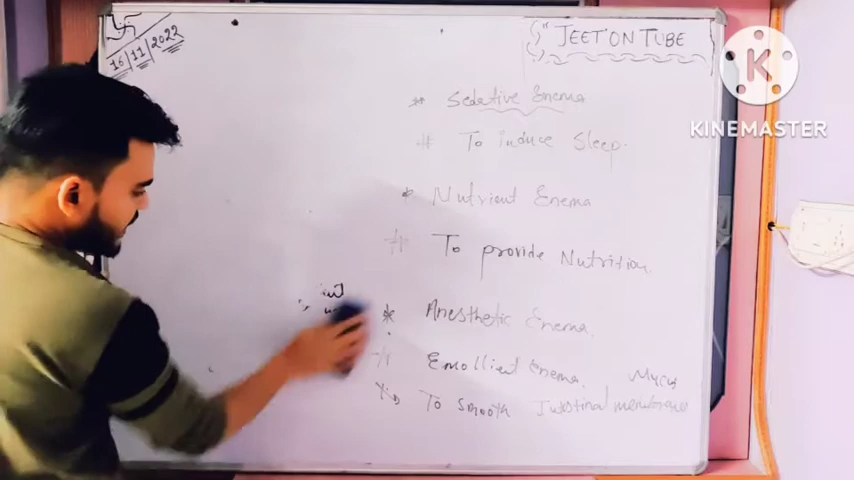 16/11/2022
"JEET'ON TUBE
* Sedative Enema
# To induce Sleep.
* Nutrient Enema
# To provide Nutrition.
* Anesthetic Enema.
# Emollient Enema. Mucus
To smooth Intestinal membrane
K
KINEMASTER